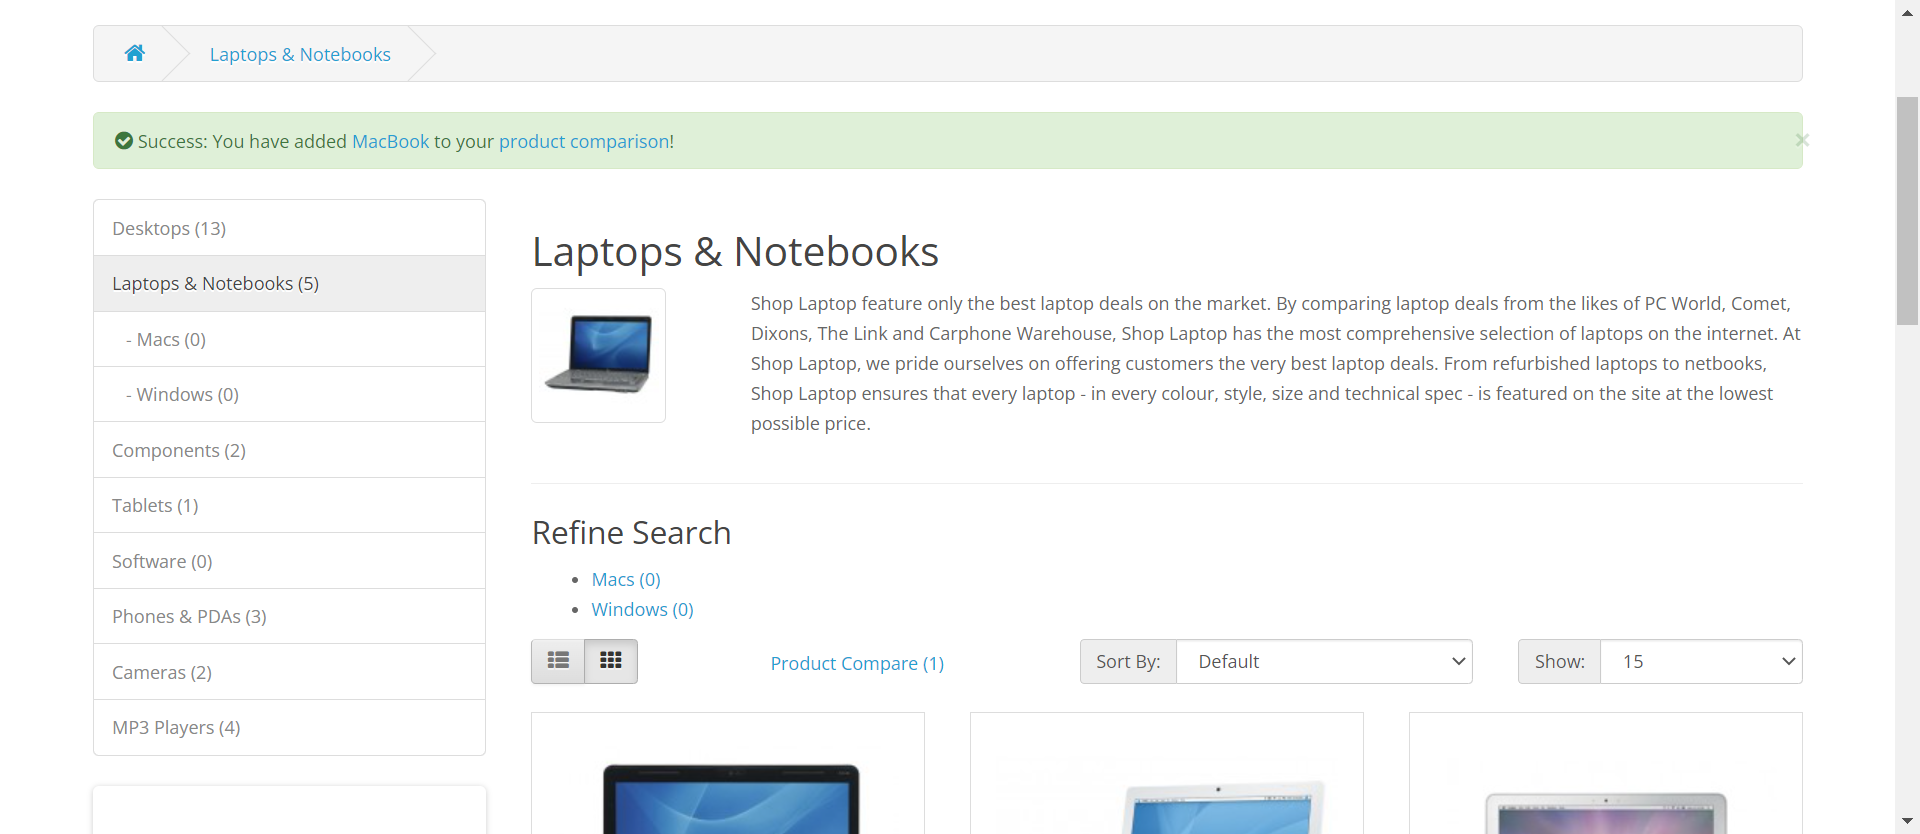 Laptops & Notebooks
Success: You have added MacBook to your product comparison!
×
Desktops (13)
Laptops & Notebooks (5)
- Macs (0)
- Windows (0)
Components (2)
Tablets (1)
Software (0)
Phones & PDAs (3)
Cameras (2)
MP3 Players (4)
Laptops & Notebooks
Shop Laptop feature only the best laptop deals on the market. By comparing laptop deals from the likes of PC World, Comet,
Dixons, The Link and Carphone Warehouse, Shop Laptop has the most comprehensive selection of laptops on the internet. At
Shop Laptop, we pride ourselves on offering customers the very best laptop deals. From refurbished laptops to netbooks,
Shop Laptop ensures that every laptop - in every colour, style, size and technical spec - is featured on the site at the lowest
possible price.
Refine Search
Macs (0)
Windows (0)
Product Compare (1)
Sort By: Default
Show: 15